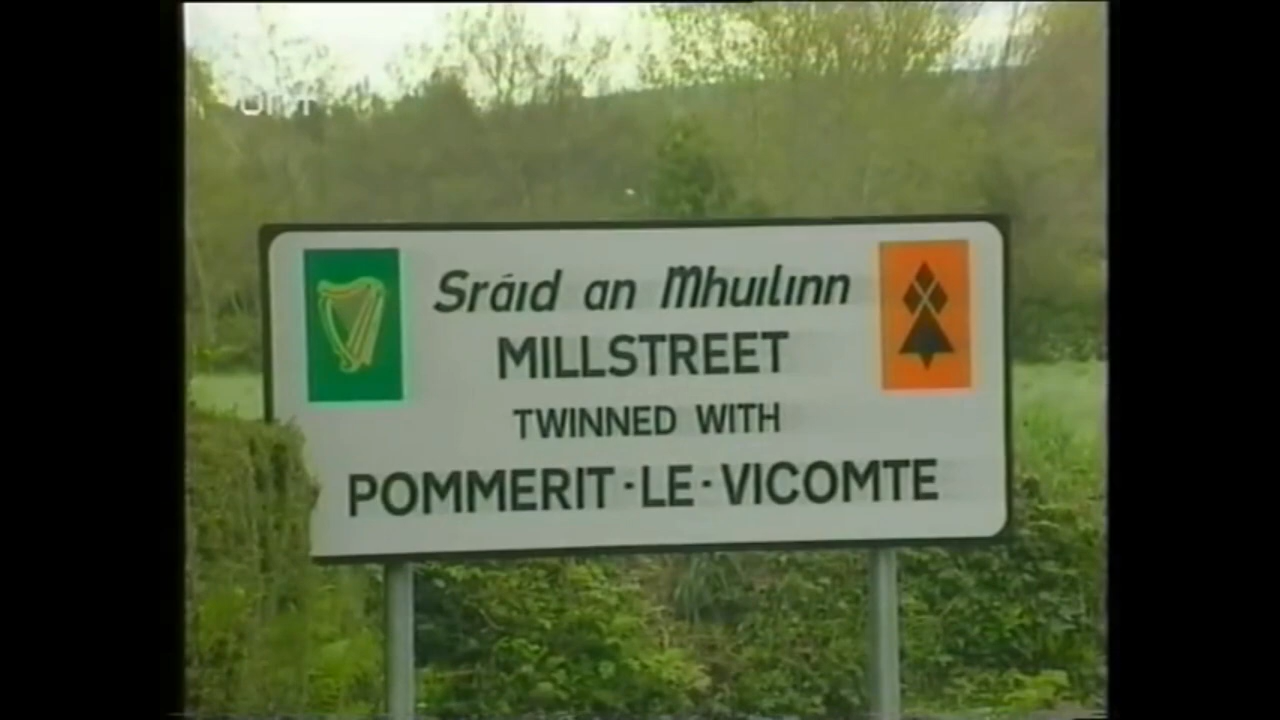 Sráid an Mhuilinn
MILLSTREET
TWINNED WITH
POMMERIT-LE-VICOMTE